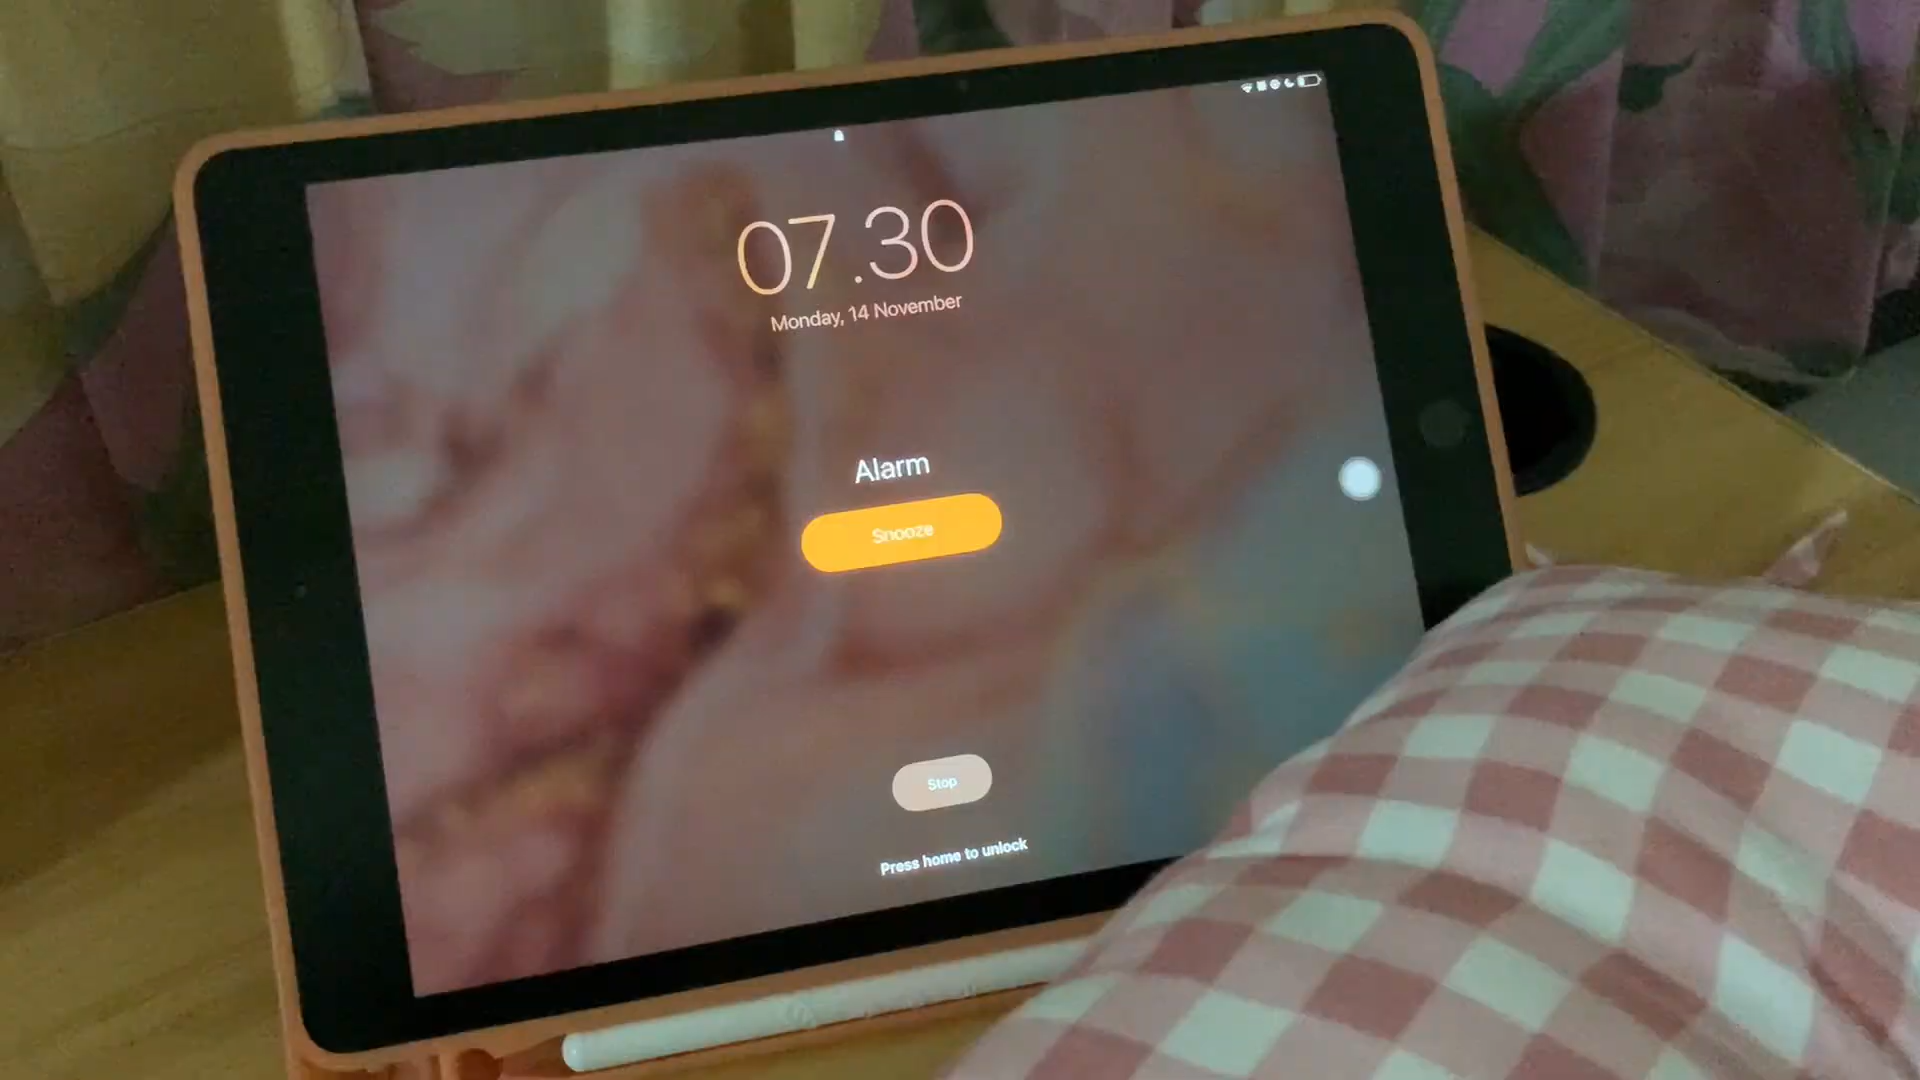 07.30
Monday, 14 November
Alarm
Snooze
Stop
Press home to unlock